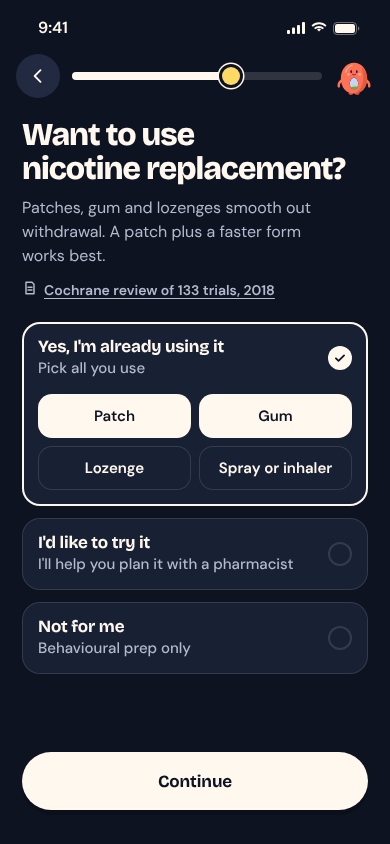 9:41
Want to use
nicotine replacement?
Patches, gum and lozenges smooth out
withdrawal. A patch plus a faster form
works best.
Cochrane review of 133 trials, 2018
Yes, I'm already using it
Pick all you use
Patch
Gum
Lozenge
Spray or inhaler
I'd like to try it
I'll help you plan it with a pharmacist
Not for me
Behavioural prep only
Continue